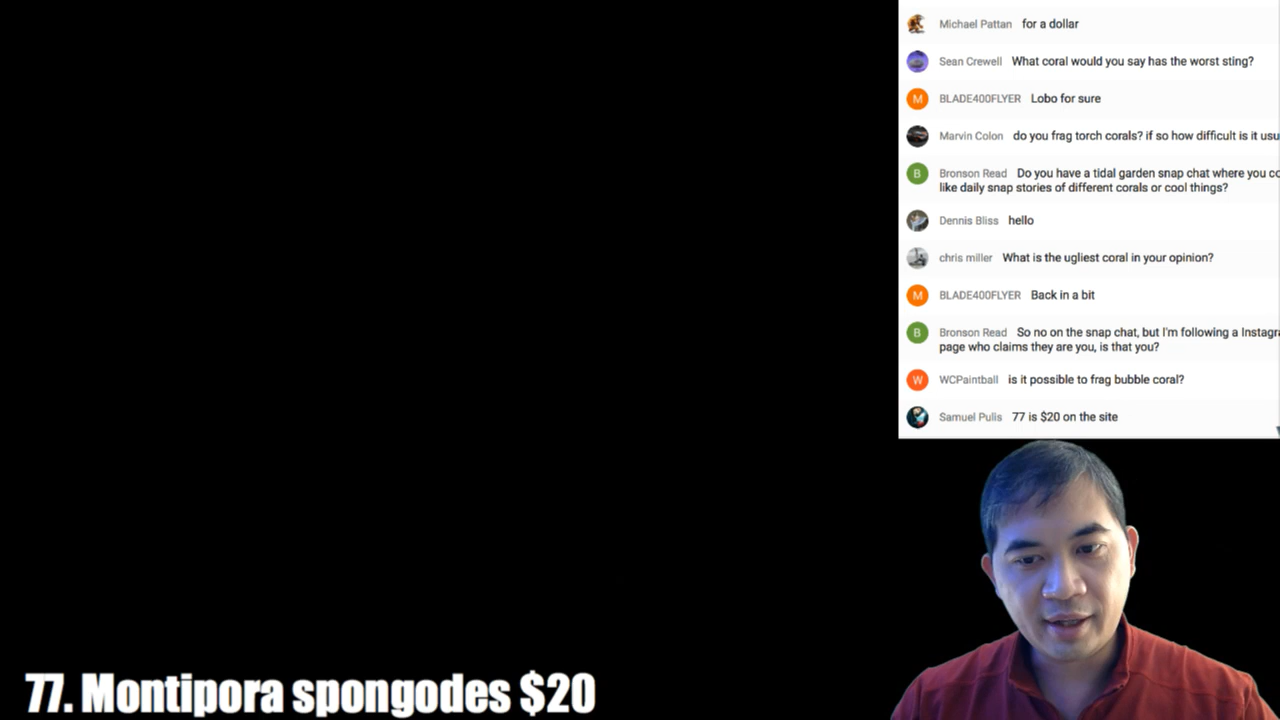 Michael Pattan for a dollar
Sean Crewell What coral would you say has the worst sting?
M BLADE400FLYER Lobo for sure
Marvin Colon do you frag torch corals? if so how difficult is it usu
B Bronson Read Do you have a tidal garden snap chat where you co
like daily snap stories of different corals or cool things?
Dennis Bliss hello
chris miller What is the ugliest coral in your opinion?
M BLADE400FLYER Back in a bit
B Bronson Read So no on the snap chat, but I'm following a Instagra
page who claims they are you, is that you?
W WCPaintball is it possible to frag bubble coral?
Samuel Pulis 77 is $20 on the site
77. Montipora spongodes $20